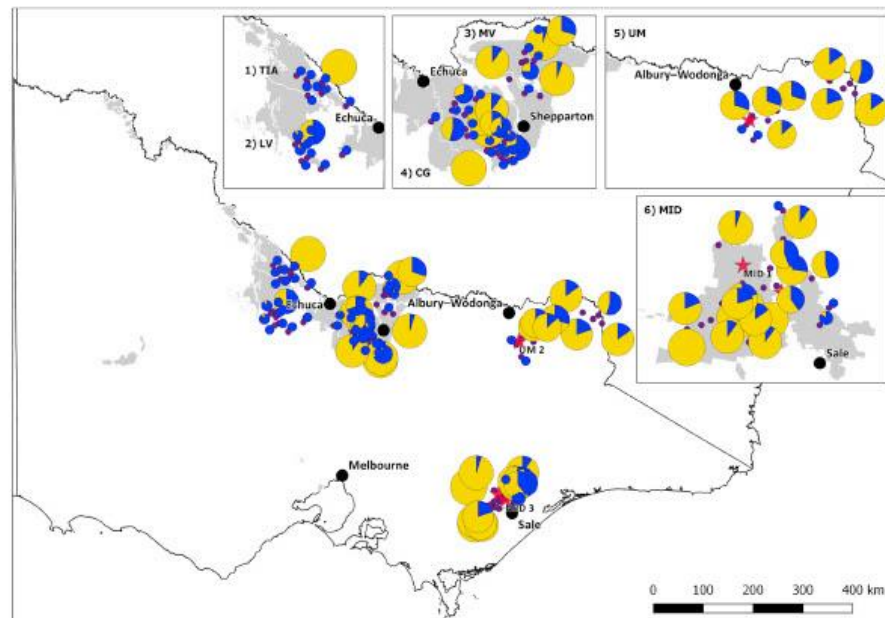 1) TIA
Echuca
2) LV
3) MV
Echuca
Shepparton
4) CG
5) UM
Albury–Wodonga
6) MID
MID 1
Sale
Echuca
Albury–Wodonga
UM 2
Melbourne
MID 3
Sale
0 100 200 300 400 km